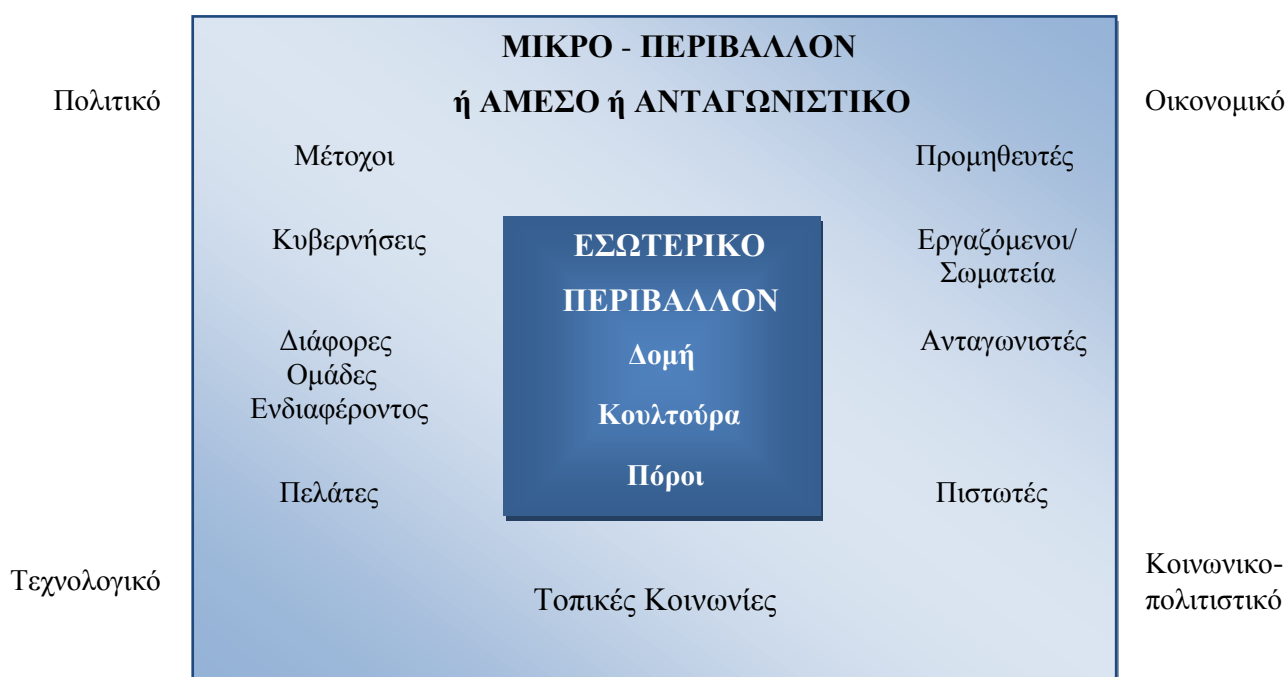 ΜΙΚΡΟ - ΠΕΡΙΒΑΛΛΟΝ
Πολιτικό
ή ΑΜΕΣΟ ή ΑΝΤΑΓΩΝΙΣΤΙΚΟ
Οικονομικό
Μέτοχοι
Προμηθευτές
Κυβερνήσεις
ΕΣΩΤΕΡΙΚΟ
Εργαζόμενοι/
Σωματεία
ΠΕΡΙΒΑΛΛΟΝ
Διάφορες
Ομάδες
Ενδιαφέροντος
Δομή
Ανταγωνιστές
Κουλτούρα
Πελάτες
Πόροι
Πιστωτές
Τεχνολογικό
Τοπικές Κοινωνίες
Κοινωνικο-
πολιτιστικό